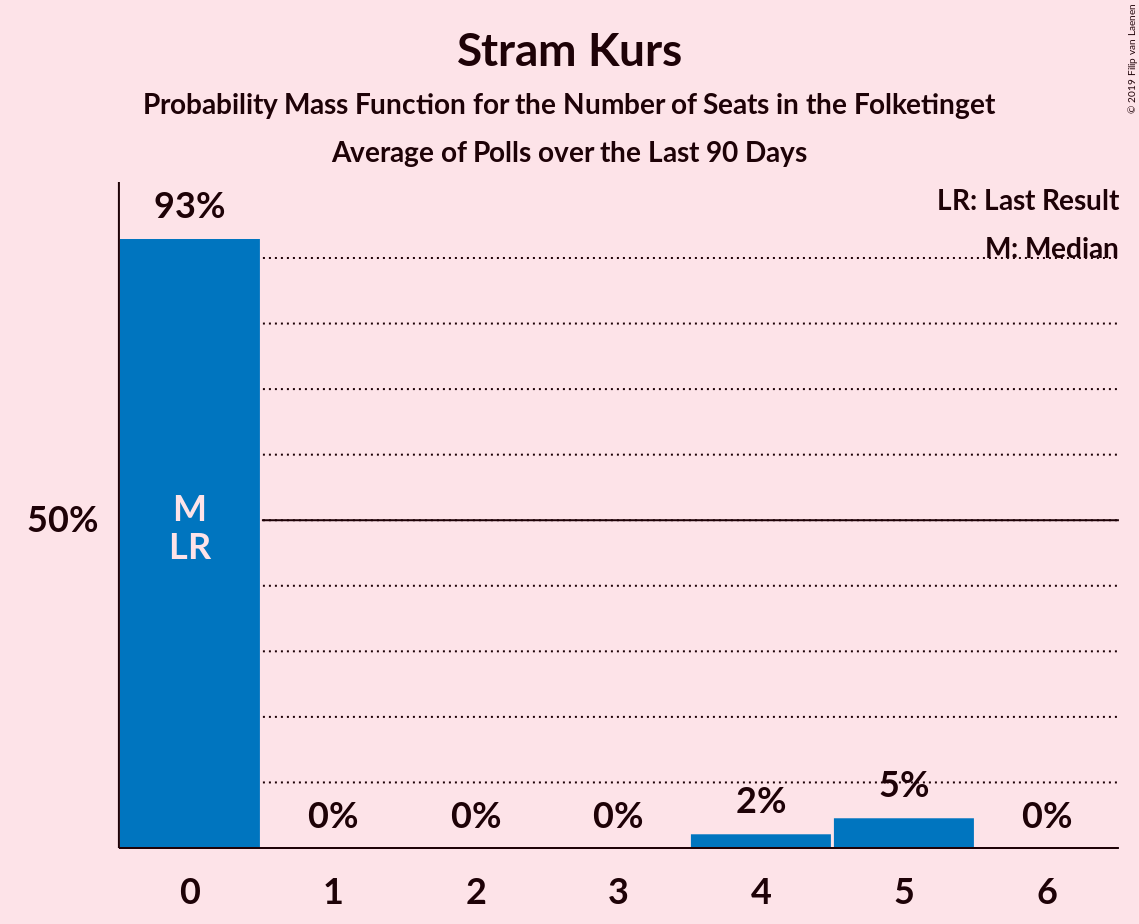 Stram Kurs
Probability Mass Function for the Number of Seats in the Folketinget
Average of Polls over the Last 90 Days
© 2019 Filip van Laenen
LR: Last Result
M: Median
93%
50%
M
LR
0%
0%
0%
2%
5%
0%
0
1
2
3
4
5
6